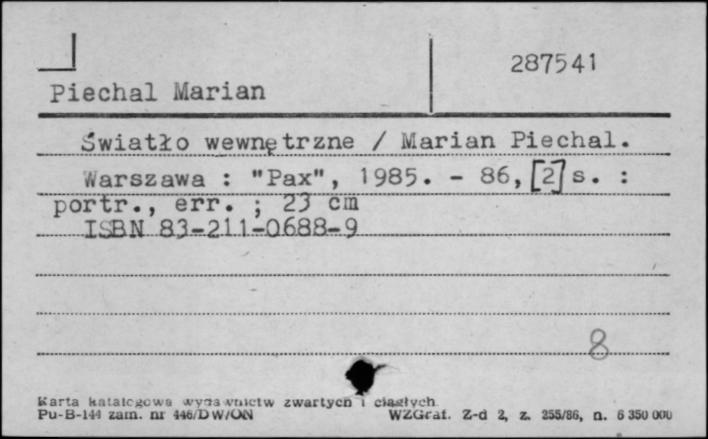 287541
Piechal Marian
Światło wewnętrzne / Marian Piechal.
Warszawa : "Pax", 1985. - 86, [2] s. :
portr., err. ; 23 cm
ISBN 83-211-0688-9
8
Karta katalogowa wydawnictw zwartych i ciągłych
Pu-B-144 zam. nr 446/DW/ON WZGraf. Z-d 2, z. 255/86, n. 6 350 000